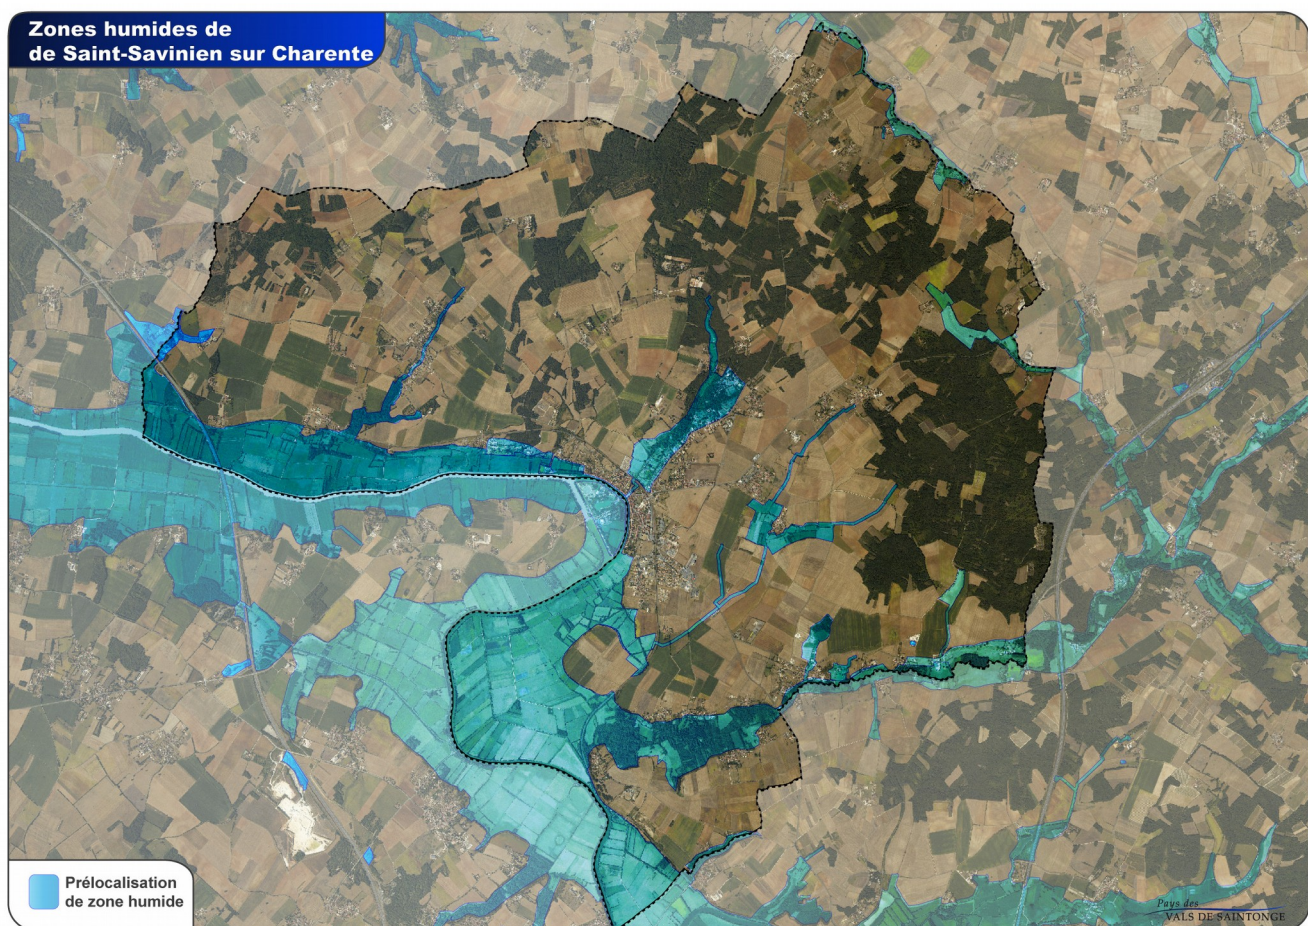 Zones humides de
de Saint-Savinien sur Charente
Prélocalisation
de zone humide
Pays des
VALS DE SAINTONGE